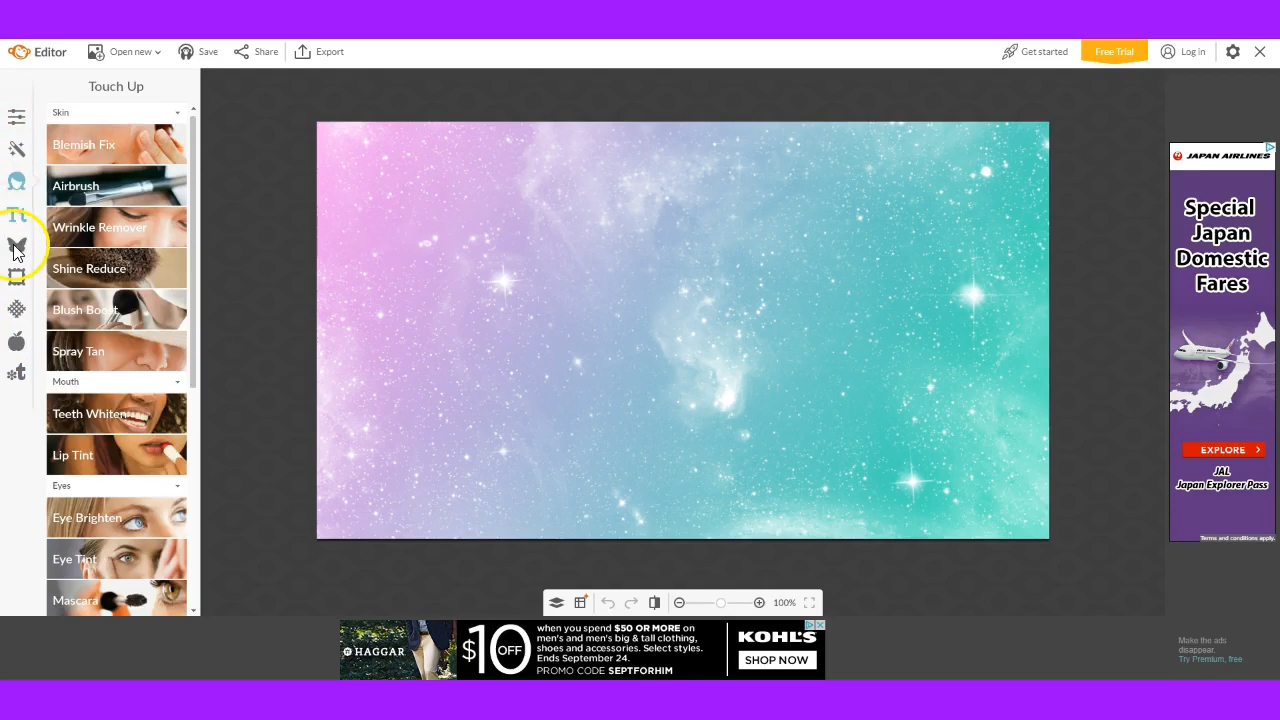 Editor
Open new
Save
Share
Export
Get started
Free Trial
Log in
Touch Up
Skin
Blemish Fix
Airbrush
Wrinkle Remover
Shine Reduce
Blush Boost
Spray Tan
Mouth
Teeth Whiten
Lip Tint
Eyes
Eye Brighten
Eye Tint
Mascara
Tt
t
100%
JAPAN AIRLINES
Special
Japan
Domestic
Fares
EXPLORE
JAL
Japan Explorer Pass
Terms and conditions apply.
HAGGAR
$10 OFF
when you spend $50 OR MORE on
men's and men's big & tall clothing,
shoes and accessories. Select styles.
Ends September 24.
PROMO CODE SEPTFORHIM
KOHL'S
SHOP NOW
Make the ads
disappear.
Try Premium, free